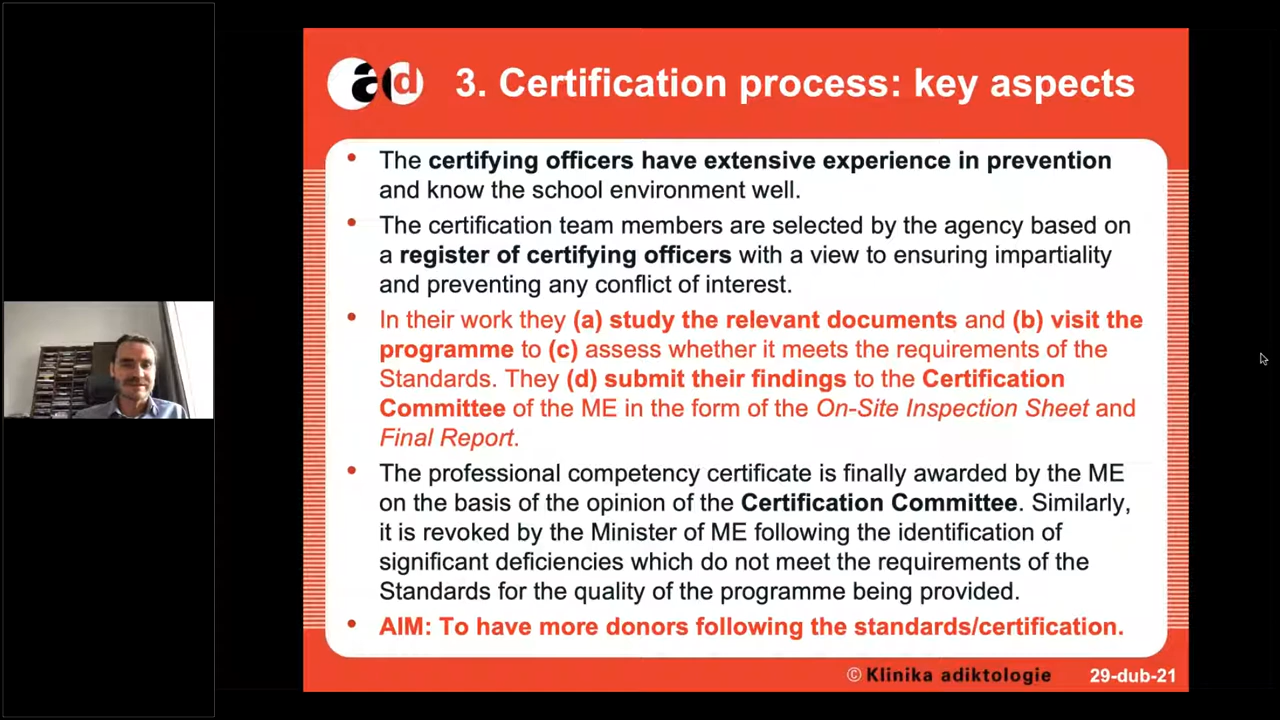 ad 3. Certification process: key aspects
• The certifying officers have extensive experience in prevention
and know the school environment well.
• The certification team members are selected by the agency based on
a register of certifying officers with a view to ensuring impartiality
and preventing any conflict of interest.
• In their work they (a) study the relevant documents and (b) visit the
programme to (c) assess whether it meet the requirements of the
Standards. They (d) submit their findings to the Certification
Committee of the ME in the form of the On-Site Inspection Sheet and
Final Report.
• The professional competency certificate is finally awarded by the ME
on the basis of the opinion of the Certification Committee. Similarly,
it is revoked by the Minister of ME following the identification of
significant deficiencies which do not meet the requirements of the
Standards for the quality of the programme being provided.
• AIM: To have more donors following the standards/certification.
© Klinika adiktologie 29-dub-21